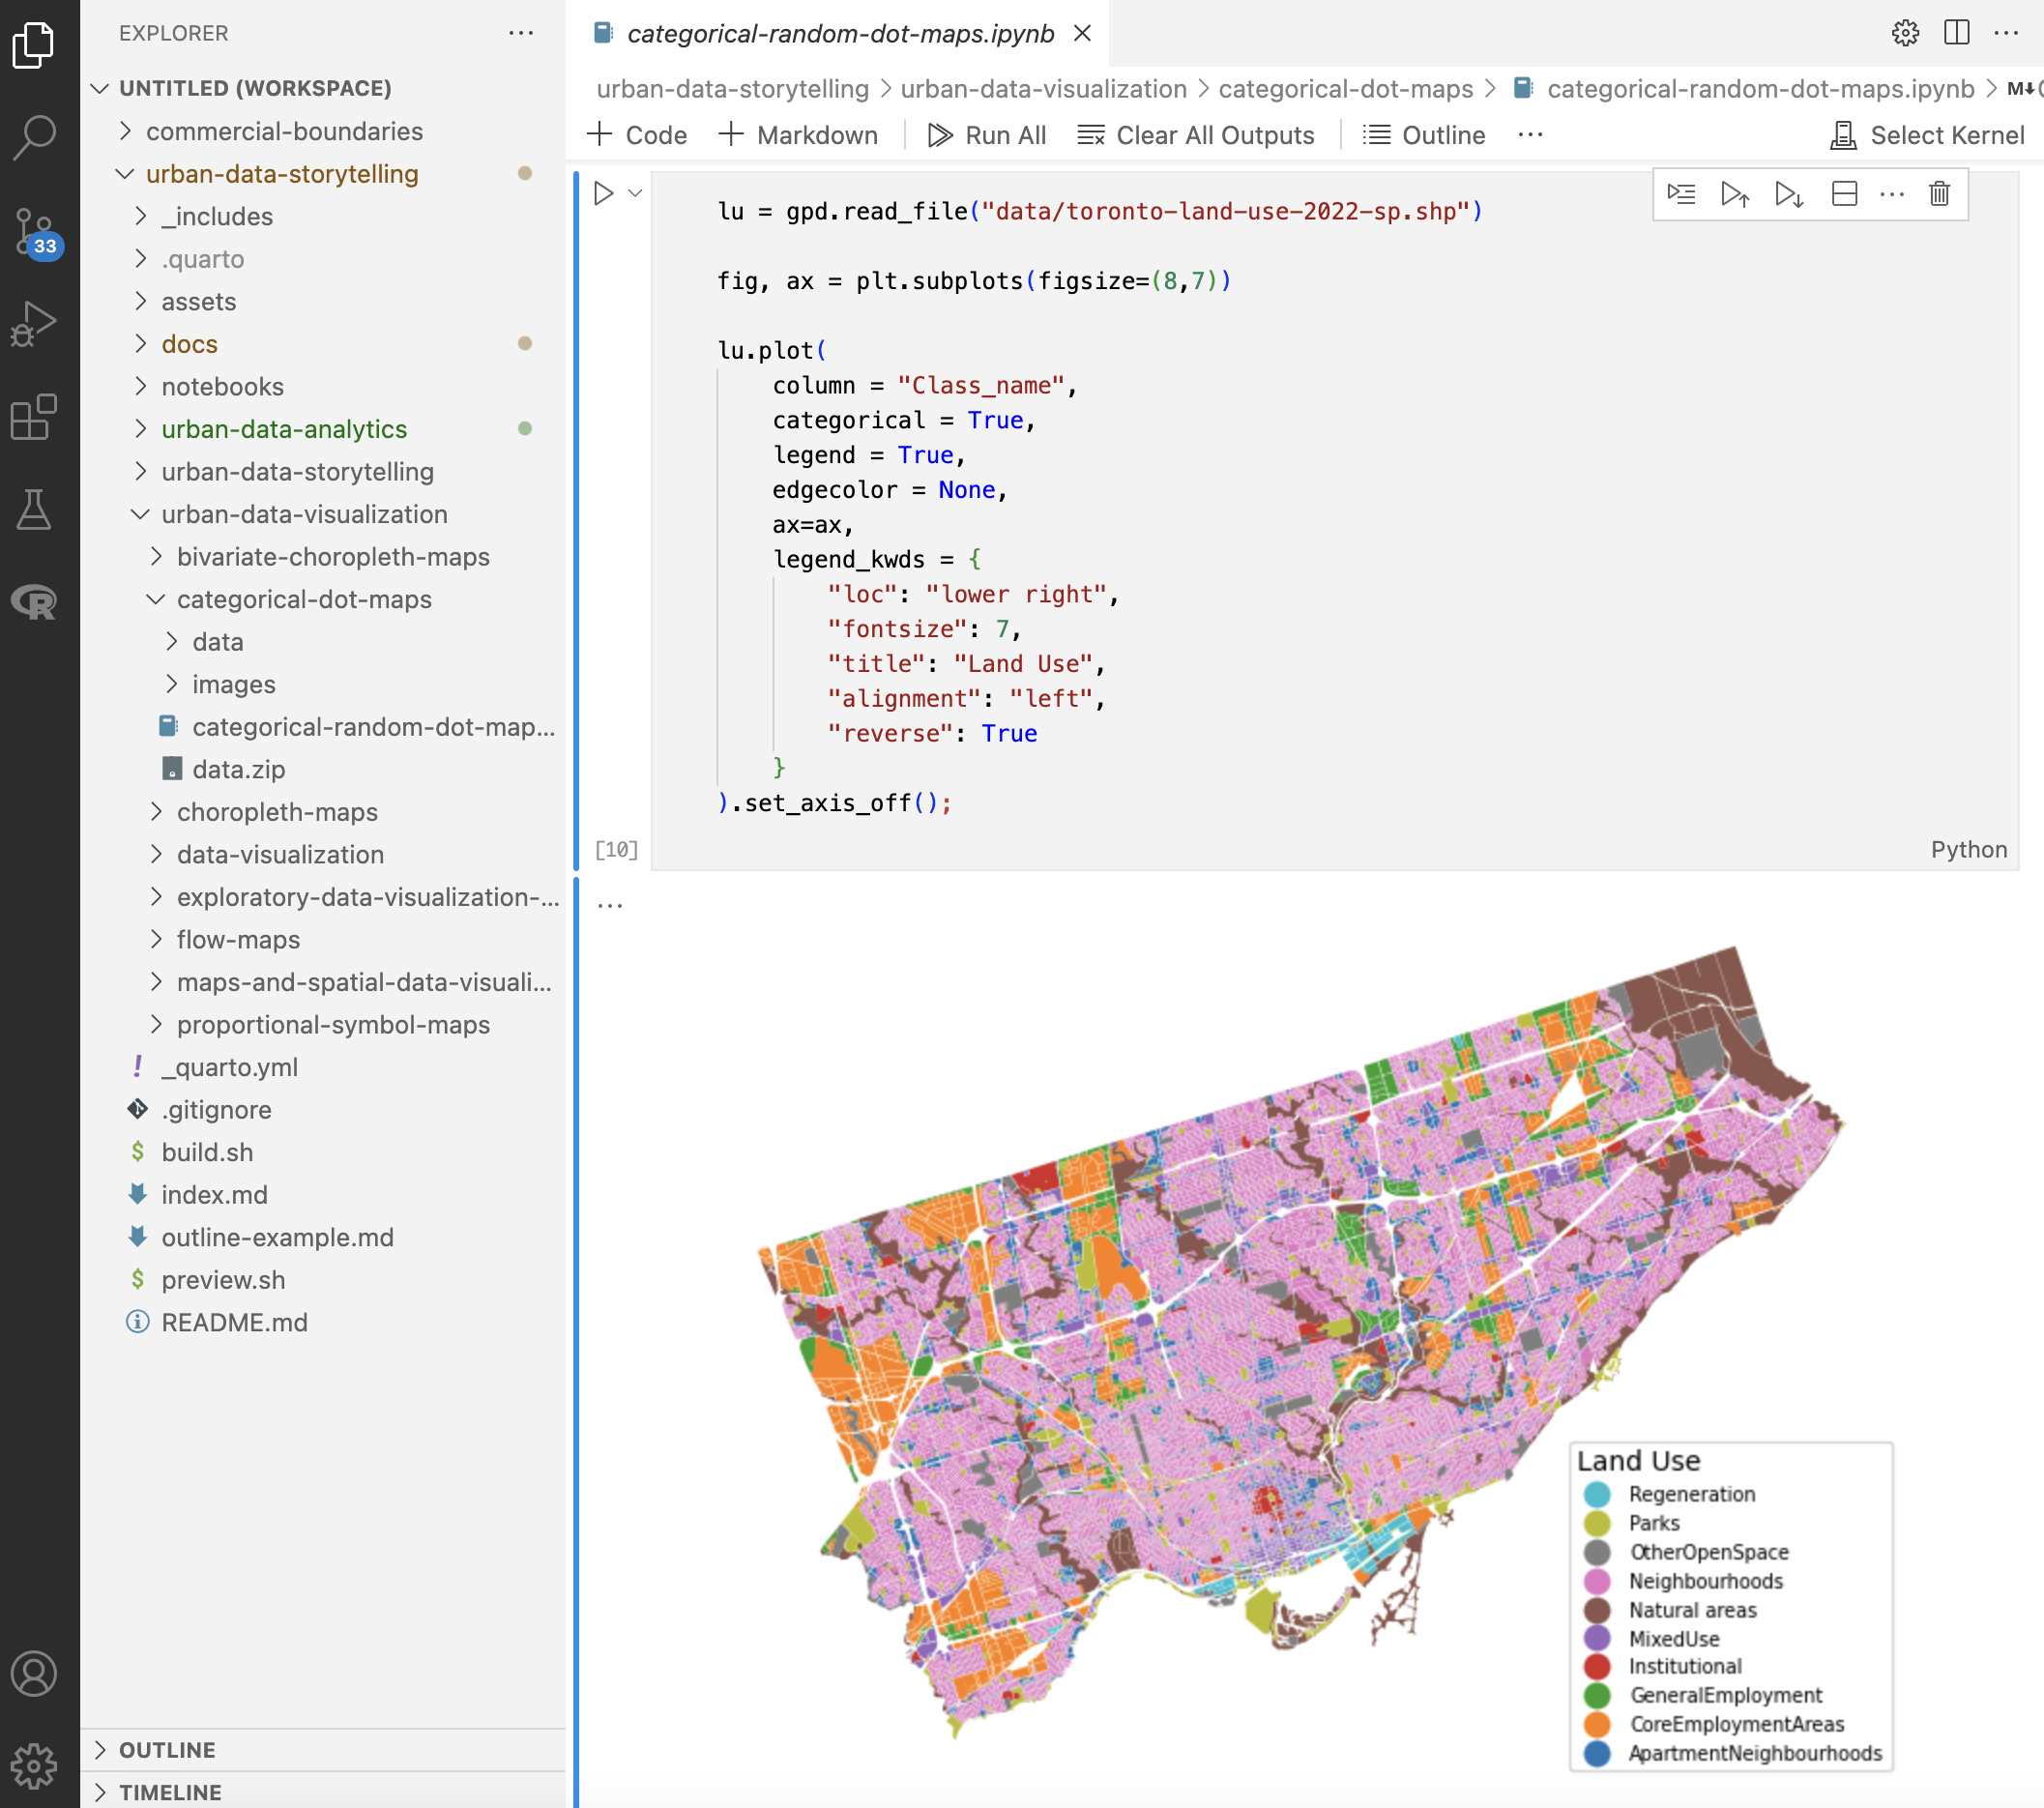 EXPLORER
UNTITLED (WORKSPACE)
commercial-boundaries
urban-data-storytelling
_includes
.quarto
assets
docs
notebooks
urban-data-analytics
urban-data-storytelling
urban-data-visualization
bivariate-choropleth-maps
categorical-dot-maps
data
images
categorical-random-dot-map...
data.zip
choropleth-maps
data-visualization
exploratory-data-visualization-...
flow-maps
maps-and-spatial-data-visuali...
proportional-symbol-maps
! _quarto.yml
.gitignore
$ build.sh
index.md
outline-example.md
$ preview.sh
README.md
OUTLINE
TIMELINE
33
R
categorical-random-dot-maps.ipynb
urban-data-storytelling > urban-data-visualization > categorical-dot-maps > categorical-random-dot-maps.ipynb > M
+ Code + Markdown Run All Clear All Outputs Outline ... Select Kernel
lu = gpd.read_file("data/toronto-land-use-2022-sp.shp")
fig, ax = plt.subplots(figsize=(8,7))
lu.plot(
column = "Class_name",
categorical = True,
legend = True,
edgecolor = None,
ax=ax,
legend_kwds = {
"loc": "lower right",
"fontsize": 7,
"title": "Land Use",
"alignment": "left",
"reverse": True
}
).set_axis_off();
[10]
Python
...
Land Use
Regeneration
Parks
OtherOpenSpace
Neighbourhoods
Natural areas
MixedUse
Institutional
GeneralEmployment
CoreEmploymentAreas
ApartmentNeighbourhoods